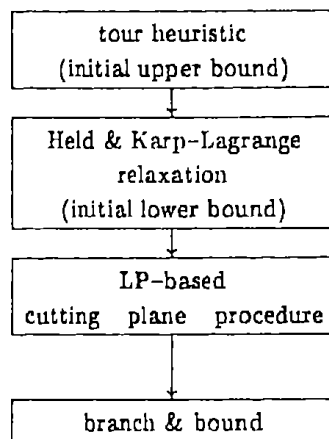 tour heuristic
(initial upper bound)
Held & Karp-Lagrange
relaxation
(initial lower bound)
LP-based
cutting plane procedure
branch & bound